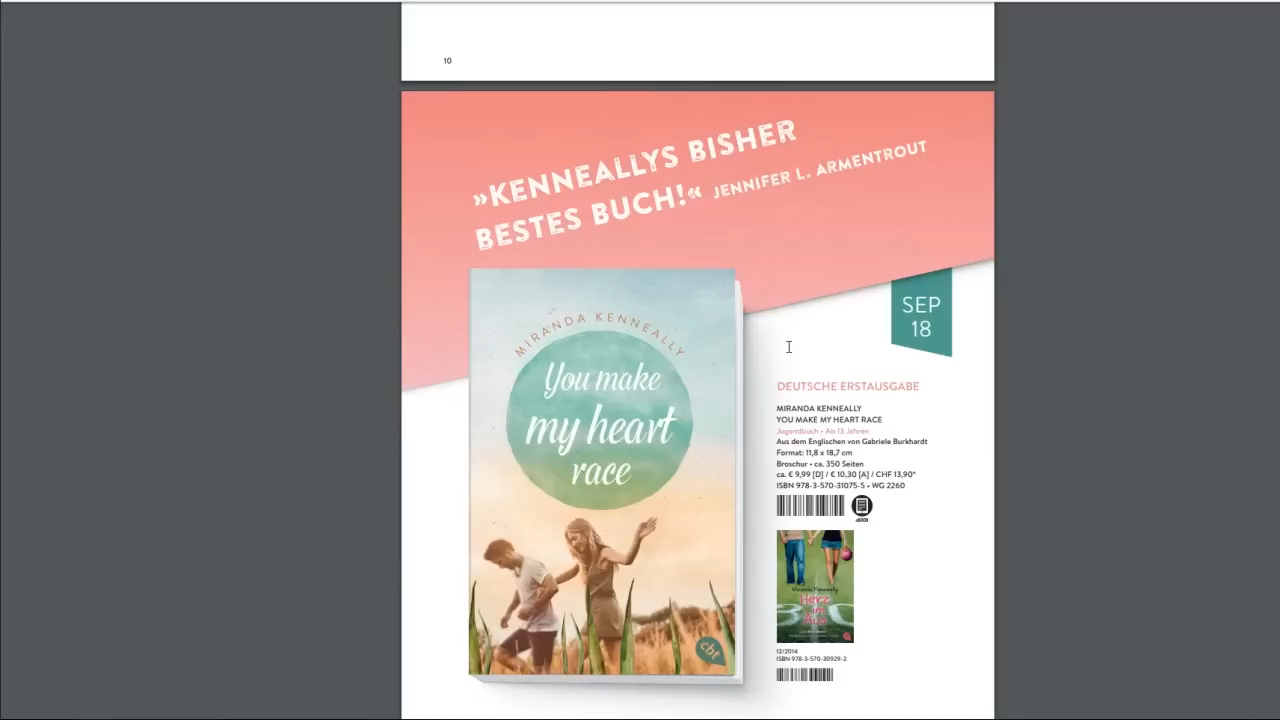 10
»KENNEALLYS BISHER
BESTES BUCH!« JENNIFER L. ARMENTROUT
SEP
18
MIRANDA KENNEALLY
You make
my heart
race
cbt
DEUTSCHE ERSTAUSGABE
MIRANDA KENNEALLY
YOU MAKE MY HEART RACE
Jugendbuch • Ab 13 Jahren
Aus dem Englischen von Gabriele Burkhardt
Format: 11,8 x 18,7 cm
Broschur • ca. 350 Seiten
ca. € 9,99 [D] / € 10,30 [A] / CHF 13,90*
ISBN 978-3-570-31075-5 • WG 2260
eBOOK
Miranda Kenneally
Herz
im
Aus
12/2014
ISBN 978-3-570-30929-2